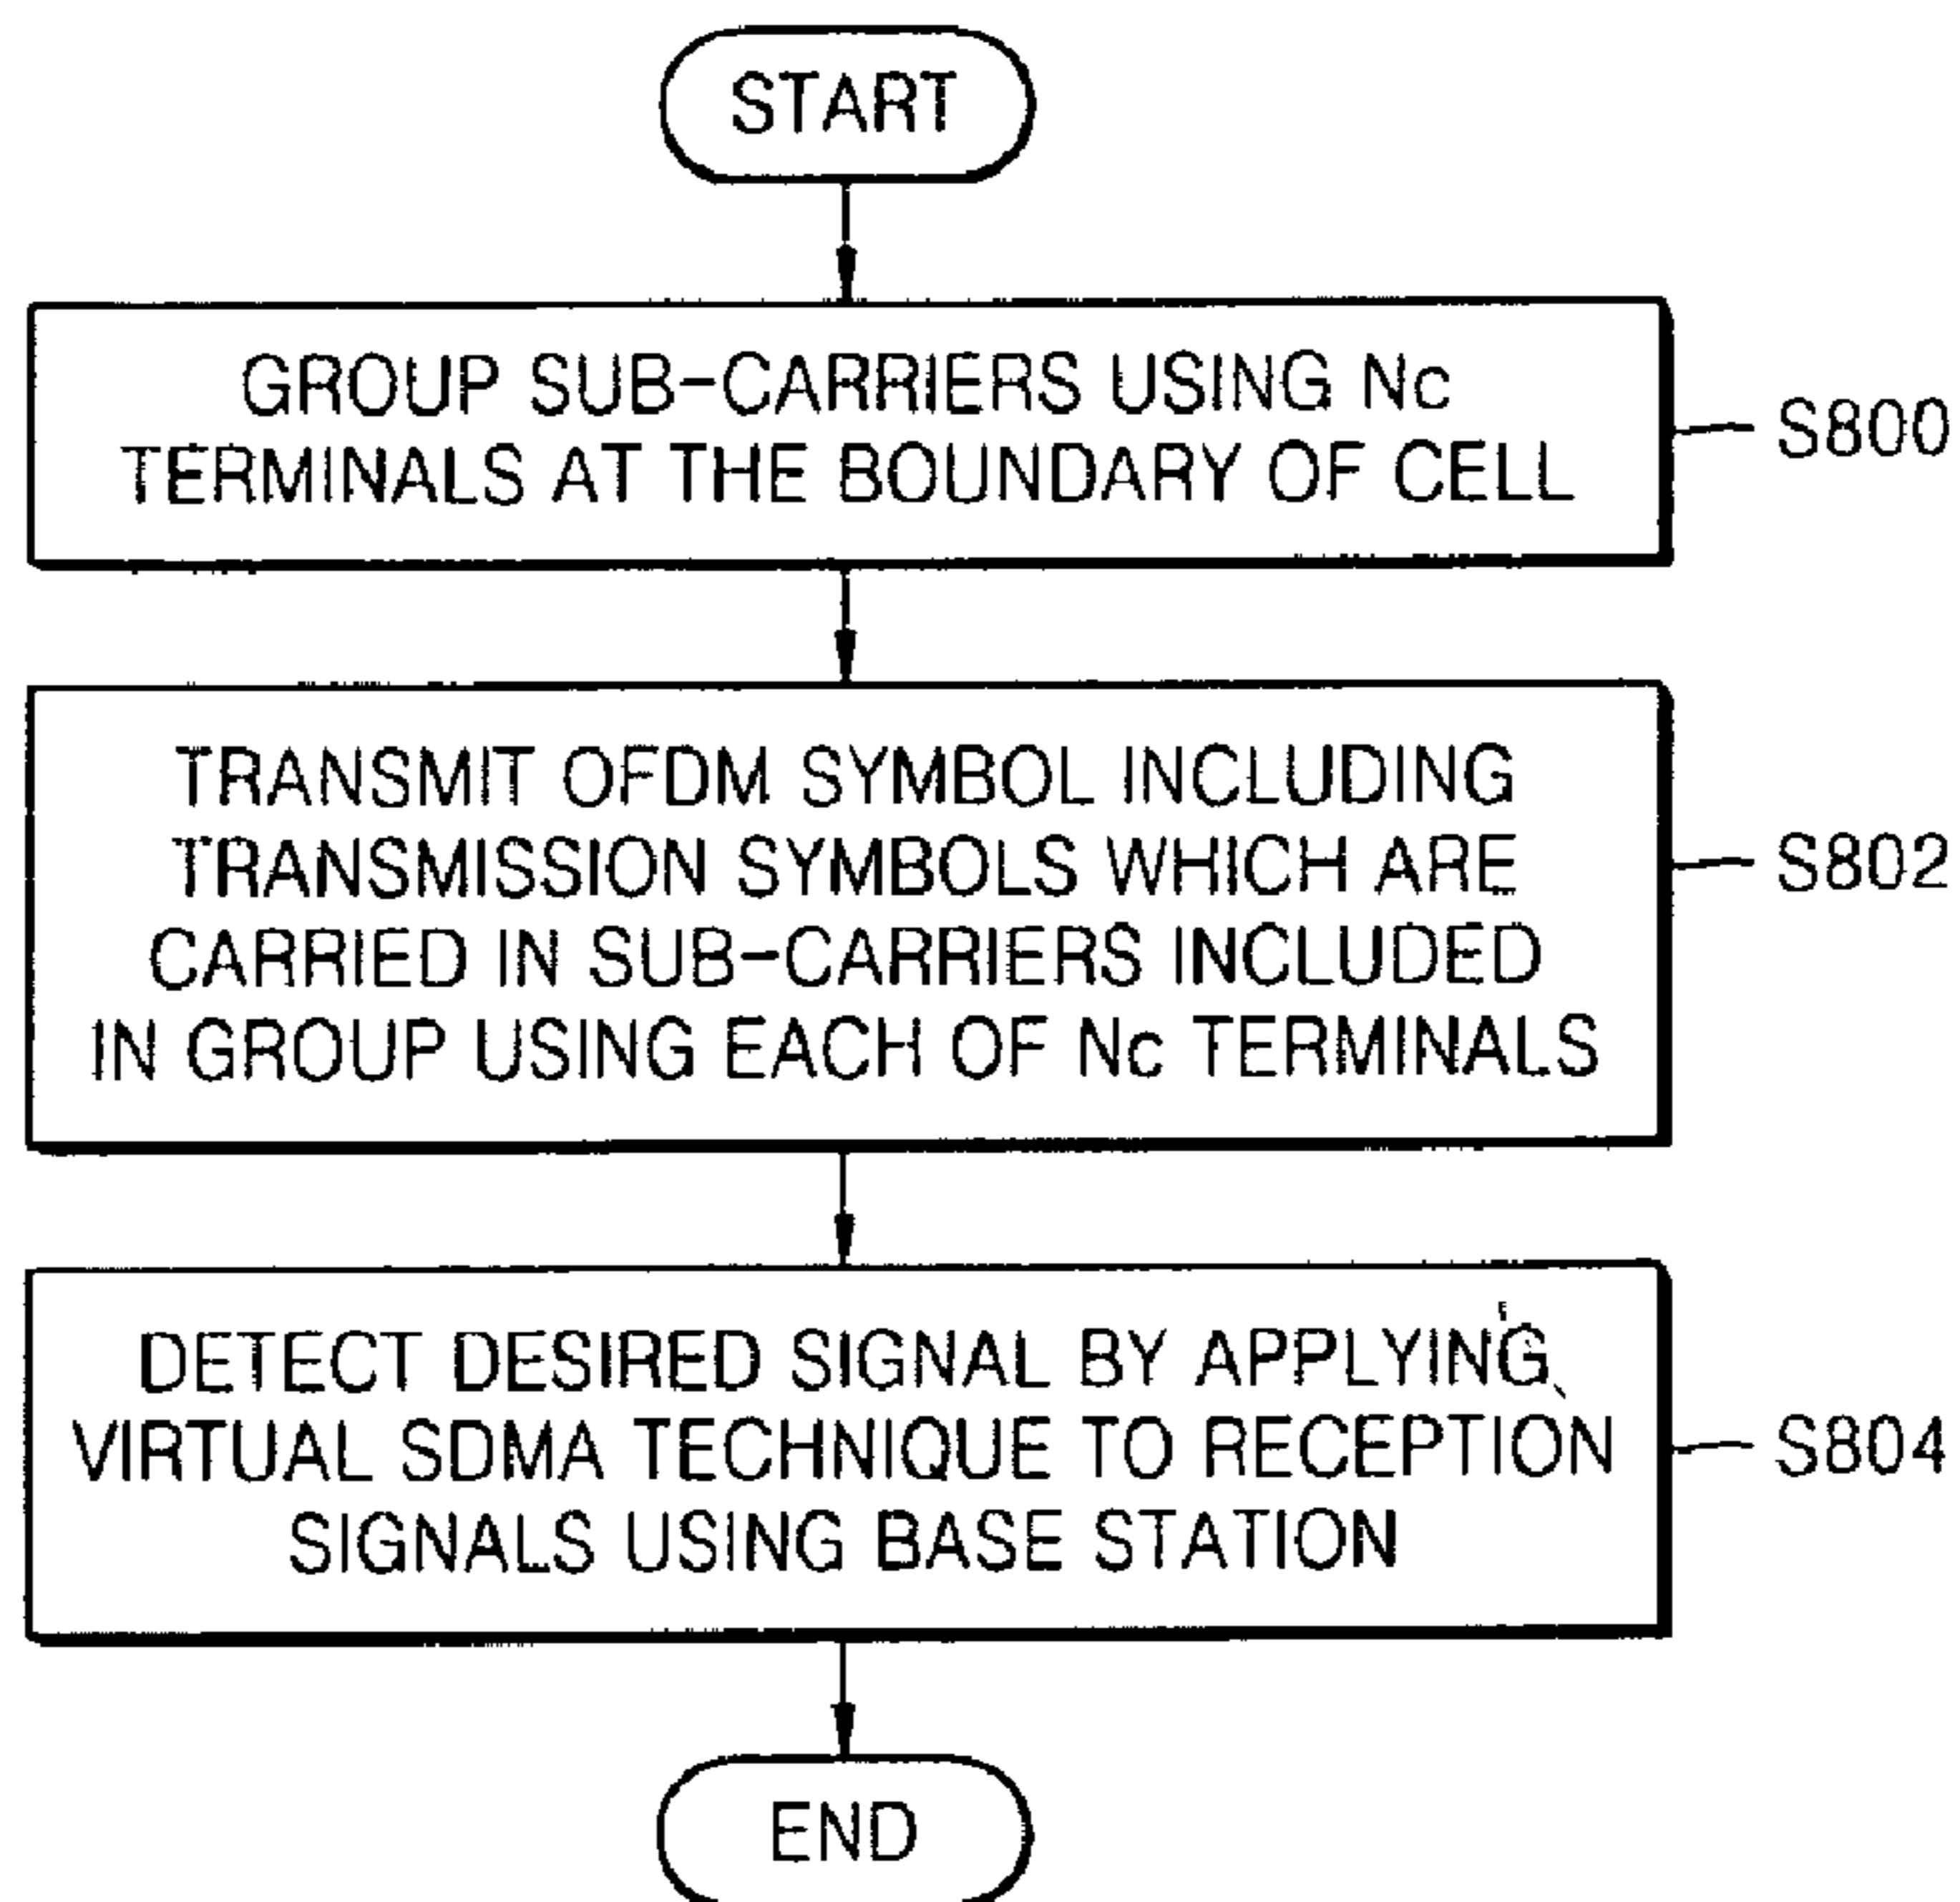 START
GROUP SUB-CARRIERS USING Nc
TERMINALS AT THE BOUNDARY OF CELL
S800
TRANSMIT OFDM SYMBOL INCLUDING
TRANSMISSION SYMBOLS WHICH ARE
CARRIED IN SUB-CARRIERS INCLUDED
IN GROUP USING EACH OF Nc TERMINALS
S802
DETECT DESIRED SIGNAL BY APPLYING
VIRTUAL SDMA TECHNIQUE TO RECEPTION
SIGNALS USING BASE STATION
S804
END